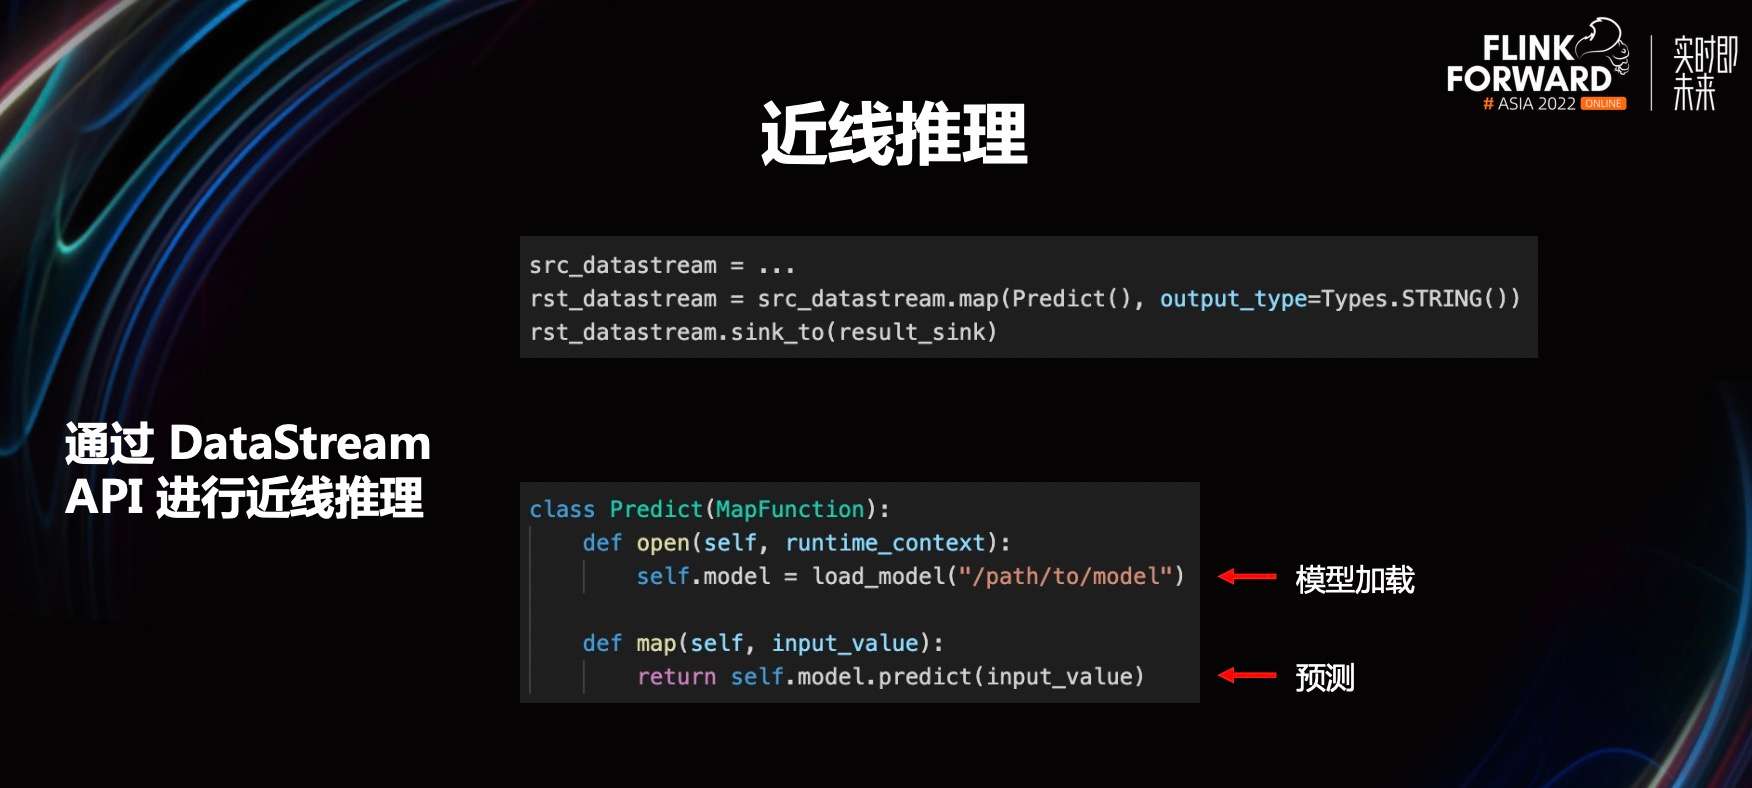 FLINK
FORWARD
# ASIA 2022 ONLINE
实时即
未来
近线推理
src_datastream = ...
rst_datastream = src_datastream.map(Predict(), output_type=Types.STRING())
rst_datastream.sink_to(result_sink)
通过 DataStream
API 进行近线推理
class Predict(MapFunction):
def open(self, runtime_context):
self.model = load_model("/path/to/model")
模型加载
def map(self, input_value):
return self.model.predict(input_value)
预测